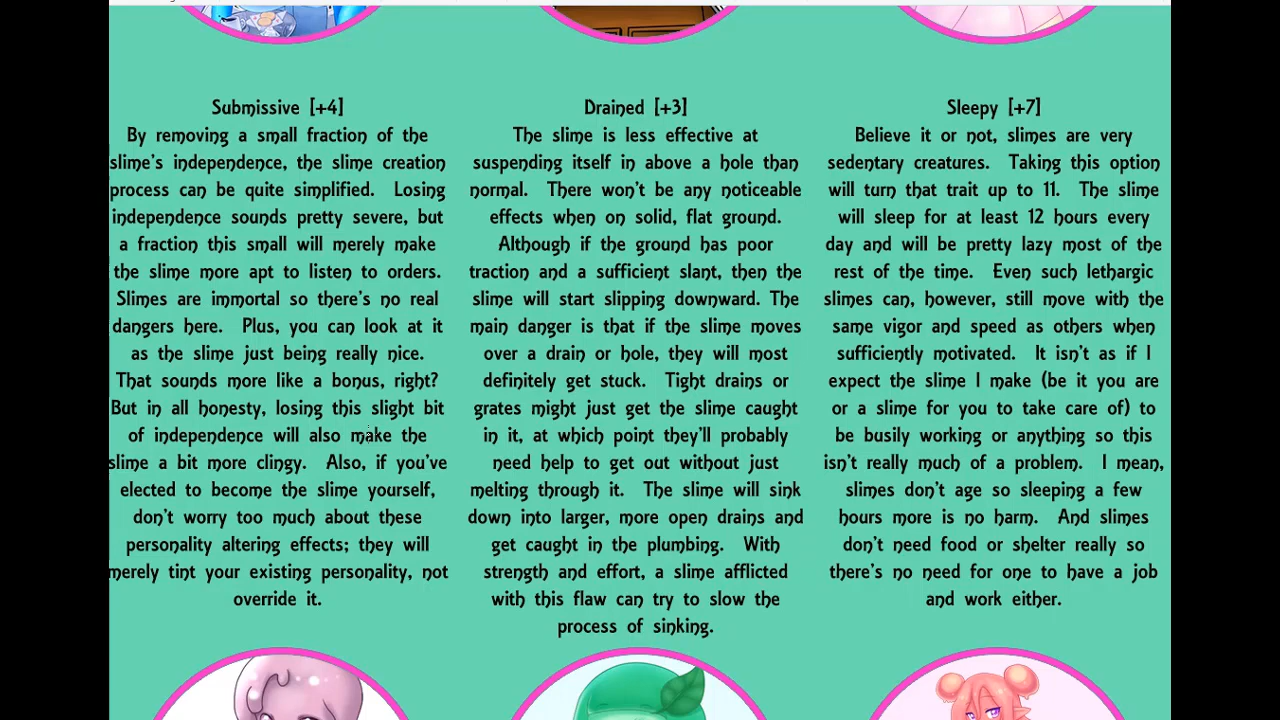 Submissive [+4]
By removing a small fraction of the
slime's independence, the slime creation
process can be quite simplified. Losing
independence sounds pretty severe, but
a fraction this small will merely make
the slime more apt to listen to orders.
Slimes are immortal so there's no real
dangers here. Plus, you can look at it
as the slime just being really nice.
That sounds more like a bonus, right?
But in all honesty, losing this slight bit
of independence will also make the
slime a bit more clingy. Also, if you've
elected to become the slime yourself,
don't worry too much about these
personality altering effects; they will
merely tint your existing personality, not
override it.
Drained [+3]
The slime is less effective at
suspending itself in above a hole than
normal. There won't be any noticeable
effects when on solid, flat ground.
Although if the ground has poor
traction and a sufficient slant, then the
slime will start slipping downward. The
main danger is that if the slime moves
over a drain or hole, they will most
definitely get stuck. Tight drains or
grates might just get the slime caught
in it, at which point they'll probably
need help to get out without just
melting through it. The slime will sink
down into larger, more open drains and
get caught in the plumbing. With
strength and effort, a slime afflicted
with this flaw can try to slow the
process of sinking.
Sleepy [+7]
Believe it or not, slimes are very
sedentary creatures. Taking this option
will turn that trait up to 11. The slime
will sleep for at least 12 hours every
day and will be pretty lazy most of the
rest of the time. Even such lethargic
slimes can, however, still move with the
same vigor and speed as others when
sufficiently motivated. It isn't as if I
expect the slime I make (be it you are
or a slime for you to take care of) to
be busily working or anything so this
isn't really much of a problem. I mean,
slimes don't age so sleeping a few
hours more is no harm. And slimes
don't need food or shelter really so
there's no need for one to have a job
and work either.